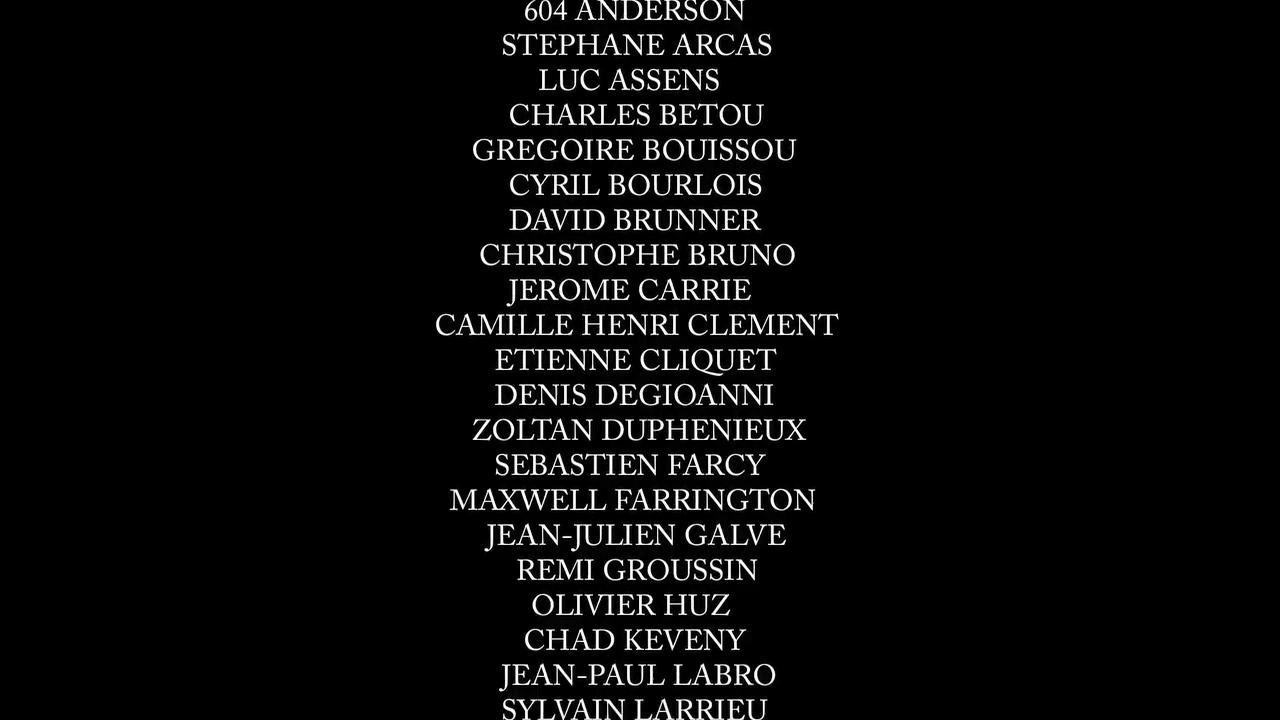 604 ANDERSON
STEPHANE ARCAS
LUC ASSENS
CHARLES BETOU
GREGOIRE BOUISSOU
CYRIL BOURLOIS
DAVID BRUNNER
CHRISTOPHE BRUNO
JEROME CARRIE
CAMILLE HENRI CLEMENT
ETIENNE CLIQUET
DENIS DEGIOANNI
ZOLTAN DUPHENIEUX
SEBASTIEN FARCY
MAXWELL FARRINGTON
JEAN-JULIEN GALVE
REMI GROUSSIN
OLIVIER HUZ
CHAD KEVENY
JEAN-PAUL LABRO
SYLVAIN LARRIEU